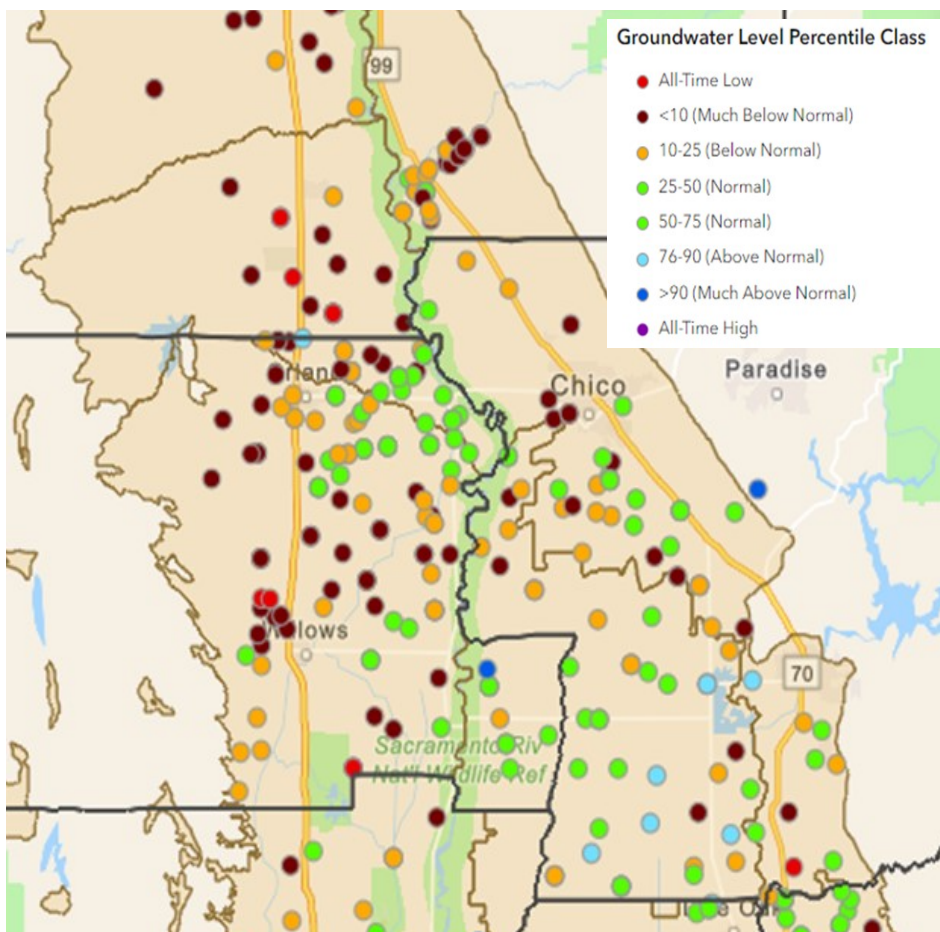 99
Groundwater Level Percentile Class
All-Time Low
<10 (Much Below Normal)
10-25 (Below Normal)
25-50 (Normal)
50-75 (Normal)
76-90 (Above Normal)
>90 (Much Above Normal)
All-Time High
Paradise
Chico
Willows
70
Sacramento Riv
Nat'l Wildlife Ref